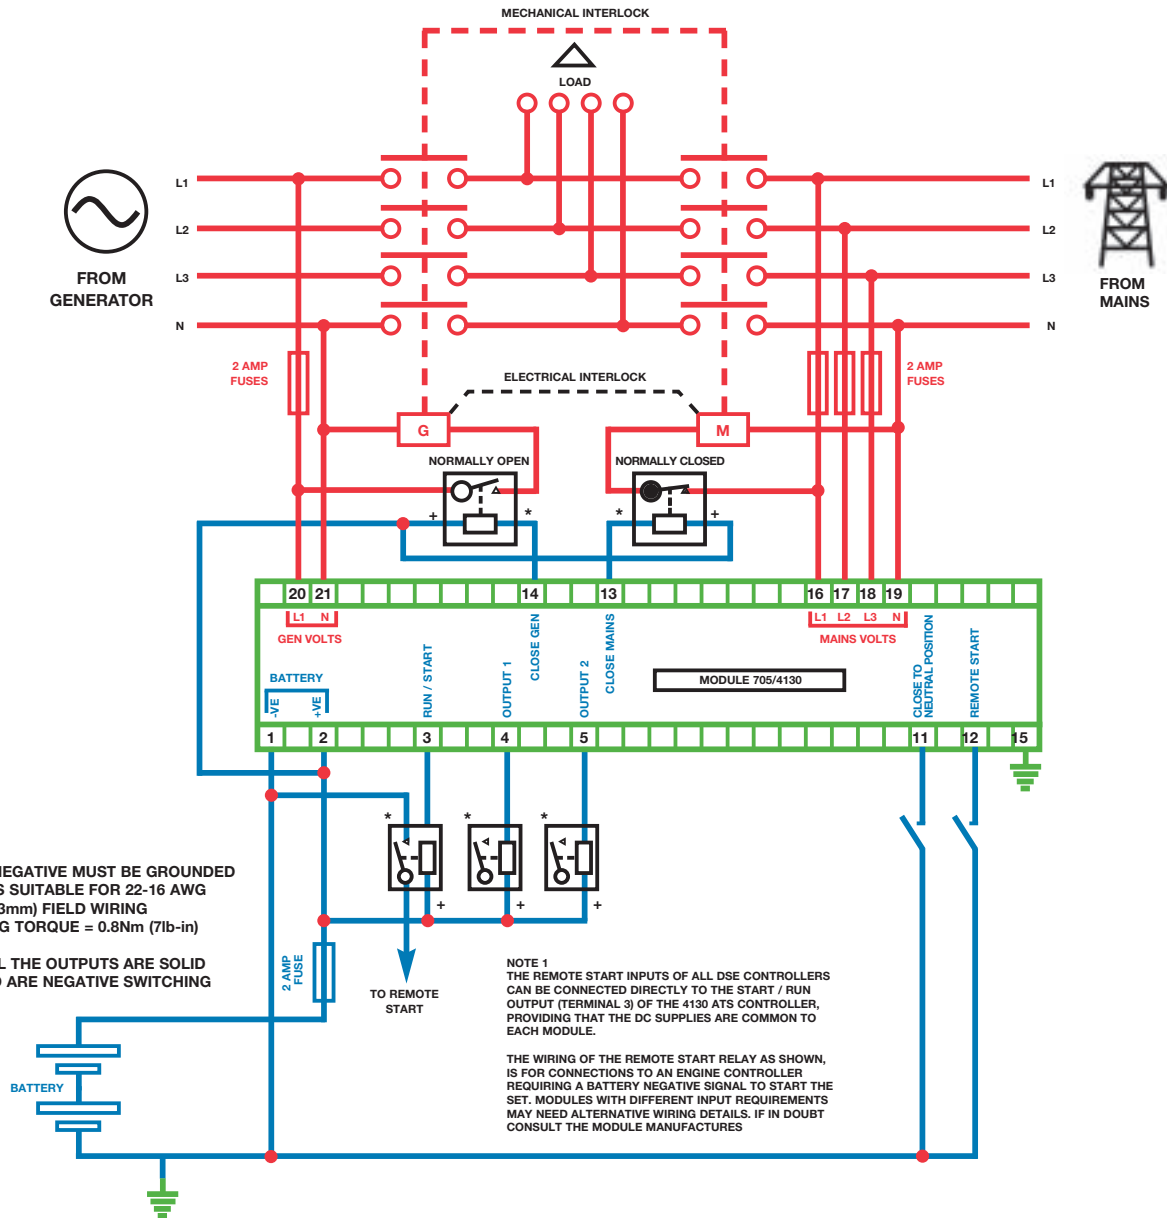 MECHANICAL INTERLOCK
LOAD
L1
L2
L3
N
FROM
GENERATOR
L1
L2
L3
N
FROM
MAINS
2 AMP
FUSES
2 AMP
FUSES
ELECTRICAL INTERLOCK
G
M
NORMALLY OPEN
NORMALLY CLOSED
+
*
*
+
20 21 14 13 16 17 18 19
L1 N
GEN VOLTS
CLOSE GEN
CLOSE MAINS
L1 L2 L3 N
MAINS VOLTS
BATTERY
-VE
+VE
RUN / START
OUTPUT 1
OUTPUT 2
MODULE 705/4130
CLOSE TO
NEUTRAL POSITION
REMOTE START
1 2 3 4 5 11 12 15
*
*
*
+
+
+
NEGATIVE MUST BE GROUNDED
S SUITABLE FOR 22-16 AWG
3mm) FIELD WIRING
G TORQUE = 0.8Nm (7lb-in)
L THE OUTPUTS ARE SOLID
ARE NEGATIVE SWITCHING
2 AMP
FUSE
TO REMOTE
START
BATTERY
NOTE 1
THE REMOTE START INPUTS OF ALL DSE CONTROLLERS
CAN BE CONNECTED DIRECTLY TO THE START / RUN
OUTPUT (TERMINAL 3) OF THE 4130 ATS CONTROLLER,
PROVIDING THAT THE DC SUPPLIES ARE COMMON TO
EACH MODULE.
THE WIRING OF THE REMOTE START RELAY AS SHOWN,
IS FOR CONNECTIONS TO AN ENGINE CONTROLLER
REQUIRING A BATTERY NEGATIVE SIGNAL TO START THE
SET. MODULES WITH DIFFERENT INPUT REQUIREMENTS
MAY NEED ALTERNATIVE WIRING DETAILS. IF IN DOUBT
CONSULT THE MODULE MANUFACTURES